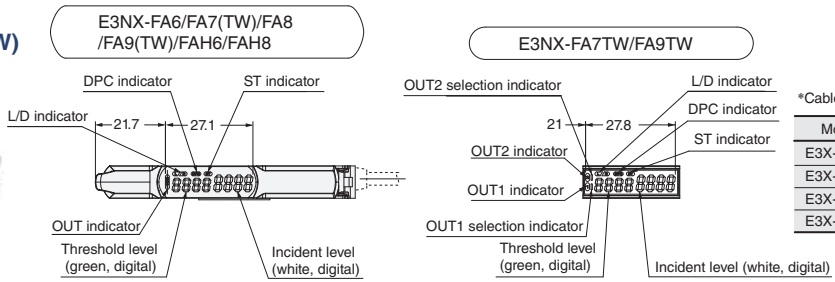 W)
E3NX-FA6/FA7(TW)/FA8
/FA9(TW)/FAH6/FAH8
DPC indicator
ST indicator
L/D indicator
21.7
27.1
OUT indicator
Threshold level
(green, digital)
Incident level
(white, digital)
E3NX-FA7TW/FA9TW
OUT2 selection indicator
L/D indicator
DPC indicator
21
27.8
ST indicator
OUT2 indicator
OUT1 indicator
OUT1 selection indicator
Threshold level
(green, digital)
Incident level (white, digital)
*Cable
Mo
E3X-
E3X-
E3X-
E3X-